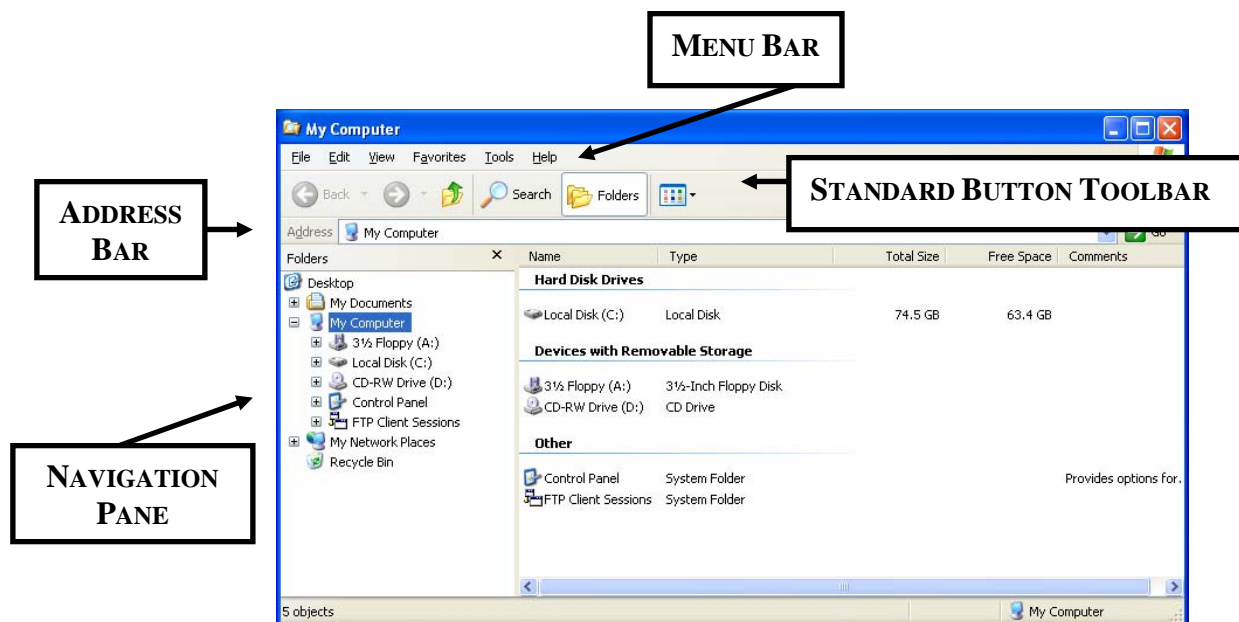 MENU BAR
My Computer
File Edit View Favorites Tools Help
Back Search Folders
STANDARD BUTTON TOOLBAR
ADDRESS
BAR
Address My Computer
Folders × Name Type Total Size Free Space Comments
Desktop
My Documents
My Computer
3½ Floppy (A:)
Local Disk (C:)
CD-RW Drive (D:)
Control Panel
FTP Client Sessions
My Network Places
Recycle Bin
Hard Disk Drives
Local Disk (C:) Local Disk 74.5 GB 63.4 GB
Devices with Removable Storage
3½ Floppy (A:) 3½-Inch Floppy Disk
CD-RW Drive (D:) CD Drive
Other
Control Panel System Folder Provides options for.
FTP Client Sessions System Folder
NAVIGATION
PANE
5 objects My Computer